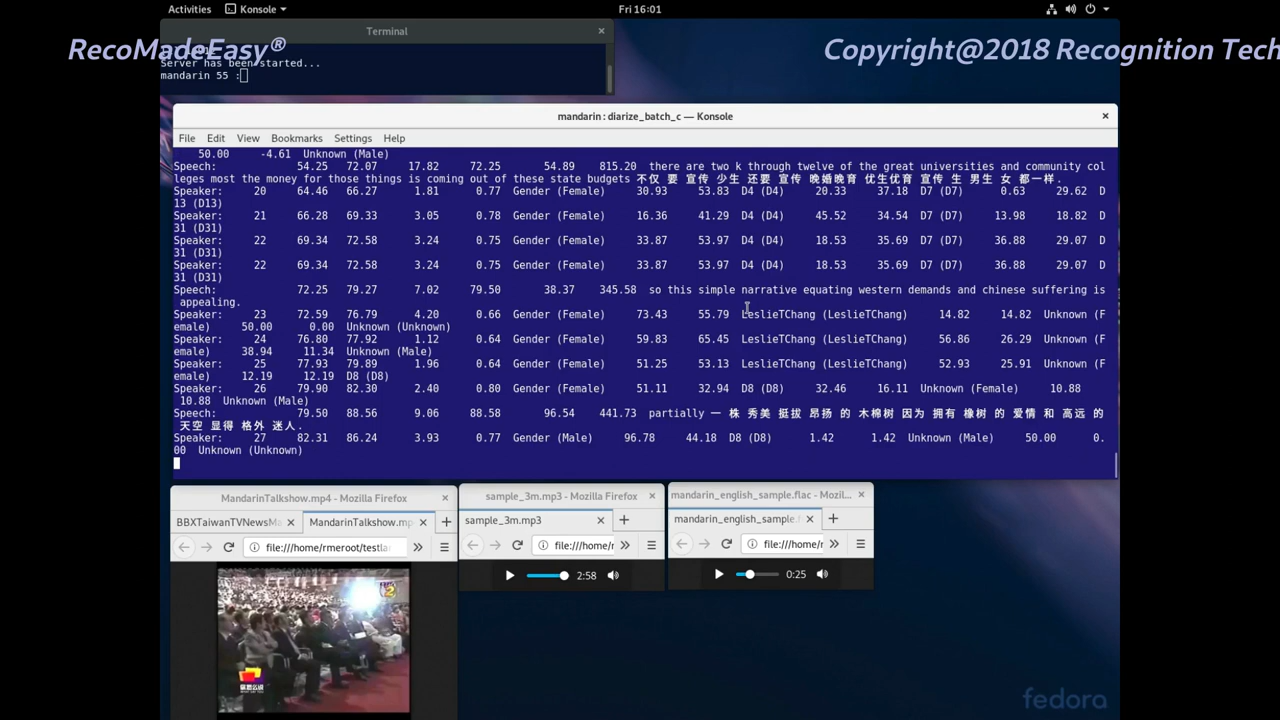 Activities Konsole Fri 16:01
RecoMadeEasy® Copyright@2018 Recognition Tech
Terminal
Server has been started...
mandarin 55 :
mandarin : diarize_batch_c — Konsole
File Edit View Bookmarks Settings Help
50.00 -4.61 Unknown (Male)
Speech: 54.25 72.07 17.82 72.25 54.89 815.20 there are two k through twelve of the great universities and community col
leges most the money for those things is coming out of these state budgets 不仅 要 宣传 少生 还要 宣传 晚婚晚育 优生优育 宣传 生 男生 女 都一样.
Speaker: 20 64.46 66.27 1.81 0.77 Gender (Female) 30.93 53.83 D4 (D4) 20.33 37.18 D7 (D7) 0.63 29.62 D
13 (D13)
Speaker: 21 66.28 69.33 3.05 0.78 Gender (Female) 16.36 41.29 D4 (D4) 45.52 34.54 D7 (D7) 13.98 18.82 D
31 (D31)
Speaker: 22 69.34 72.58 3.24 0.75 Gender (Female) 33.87 53.97 D4 (D4) 18.53 35.69 D7 (D7) 36.88 29.07 D
31 (D31)
Speaker: 22 69.34 72.58 3.24 0.75 Gender (Female) 33.87 53.97 D4 (D4) 18.53 35.69 D7 (D7) 36.88 29.07 D
31 (D31)
Speech: 72.25 79.27 7.02 79.50 38.37 345.58 so this simple narrative equating western demands and chinese suffering is
appealing.
Speaker: 23 72.59 76.79 4.20 0.66 Gender (Female) 73.43 55.79 LeslieTChang (LeslieTChang) 14.82 14.82 Unknown (F
emale) 50.00 0.00 Unknown (Unknown)
Speaker: 24 76.80 77.92 1.12 0.64 Gender (Female) 59.83 65.45 LeslieTChang (LeslieTChang) 56.86 26.29 Unknown (F
emale) 38.94 11.34 Unknown (Male)
Speaker: 25 77.93 79.89 1.96 0.64 Gender (Female) 51.25 53.13 LeslieTChang (LeslieTChang) 52.93 25.91 Unknown (F
emale) 12.19 12.19 D8 (D8)
Speaker: 26 79.90 82.30 2.40 0.80 Gender (Female) 51.11 32.94 D8 (D8) 32.46 16.11 Unknown (Female) 10.88
10.88 Unknown (Male)
Speech: 79.50 88.56 9.06 88.58 96.54 441.73 partially 一 株 秀美 挺拔 昂扬 的 木棉树 因为 拥有 橡树 的 爱情 和 高远 的
天空 显得 格外 迷人.
Speaker: 27 82.31 86.24 3.93 0.77 Gender (Male) 96.78 44.18 D8 (D8) 1.42 1.42 Unknown (Male) 50.00 0.
00 Unknown (Unknown)
MandarinTalkshow.mp4 - Mozilla Firefox
BBXTaiwanTVNewsMa MandarinTalkshow.mp
file:///home/rmeroot/testla
sample_3m.mp3 - Mozilla Firefox
sample_3m.mp3
file:///home/r
2:58
mandarin_english_sample.flac - Mozil...
mandarin_english_sample.f
file:///home/r
0:25
fedora